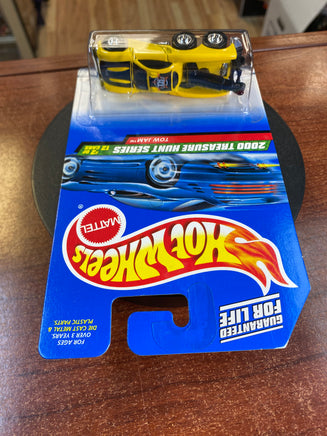 FOR AGES
OVER 3 YEARS.
DIE CAST METAL &
PLASTIC PARTS.
GUARANTEED
FOR LIFE
MATTEL
HOT WHEELS
2000 TREASURE HUNT SERIES
TOW JAM™
12 CARS